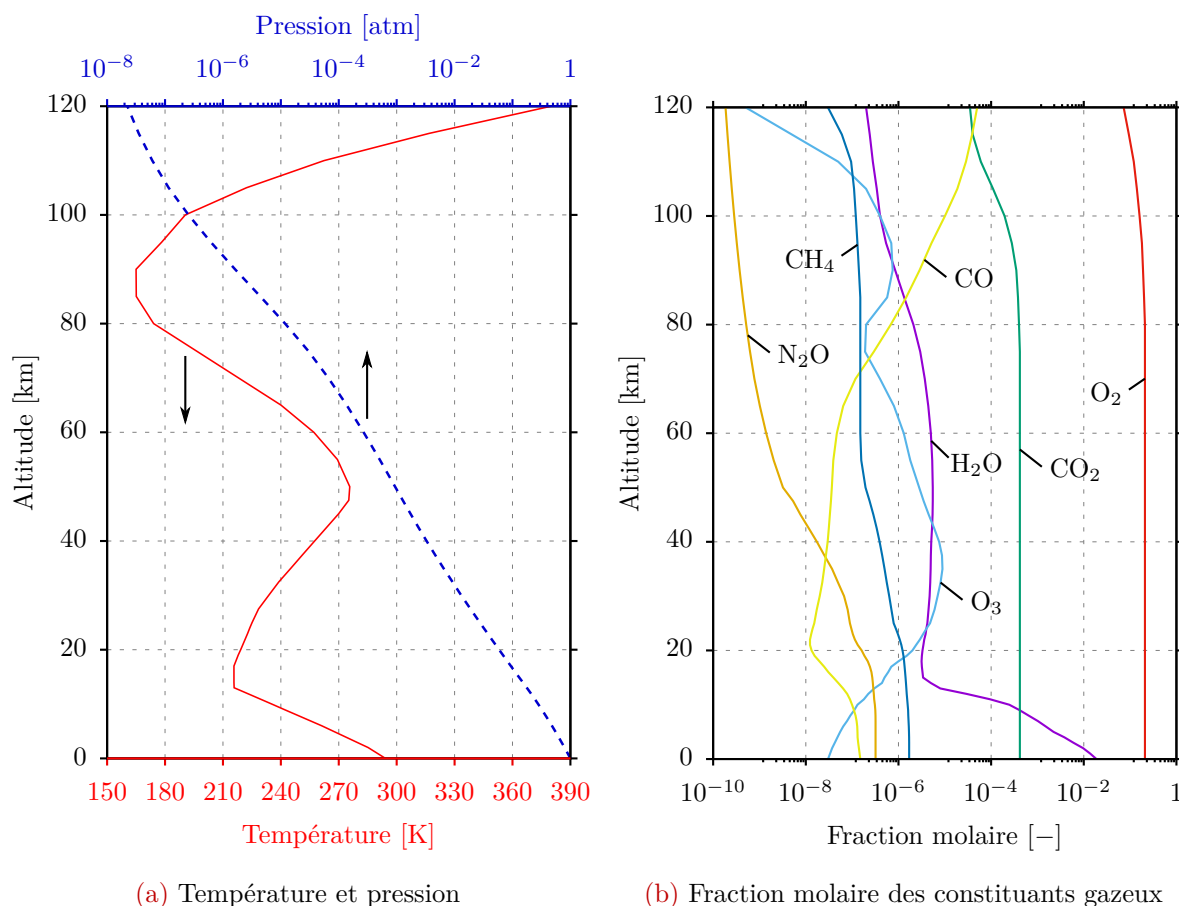 Pression [atm]
10⁻⁸ 10⁻⁶ 10⁻⁴ 10⁻² 1
120
100
80
60
40
20
0
Altitude [km]
150 180 210 240 270 300 330 360 390
Température [K]
(a) Température et pression
120
100
80
60
40
20
0
Altitude [km]
CH₄
CO
N₂O
O₂
H₂O
CO₂
O₃
10⁻¹⁰ 10⁻⁸ 10⁻⁶ 10⁻⁴ 10⁻² 1
Fraction molaire [−]
(b) Fraction molaire des constituants gazeux